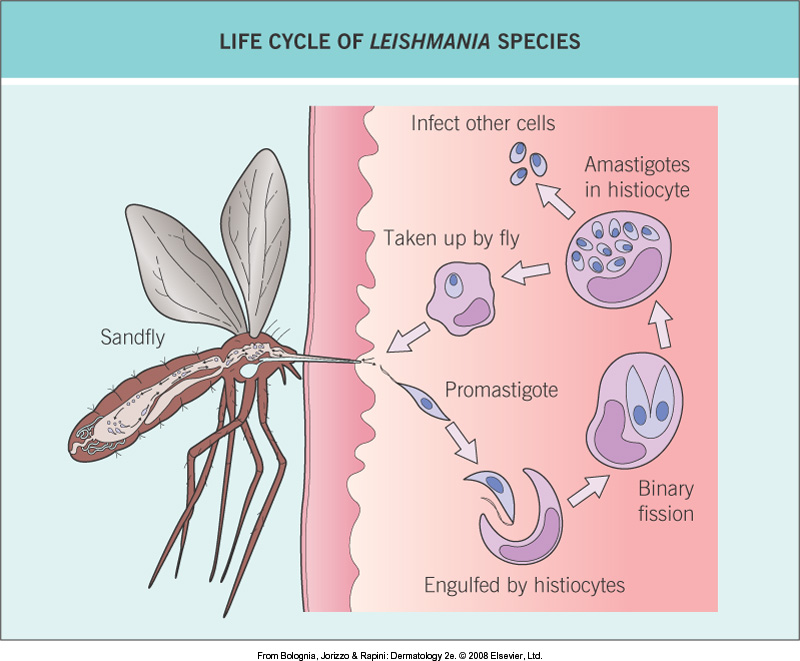 LIFE CYCLE OF LEISHMANIA SPECIES
Infect other cells
Amastigotes
in histiocyte
Taken up by fly
Sandfly
Promastigote
Binary
fission
Engulfed by histiocytes
From Bolognia, Jorizzo & Rapini: Dermatology 2e. © 2008 Elsevier, Ltd.